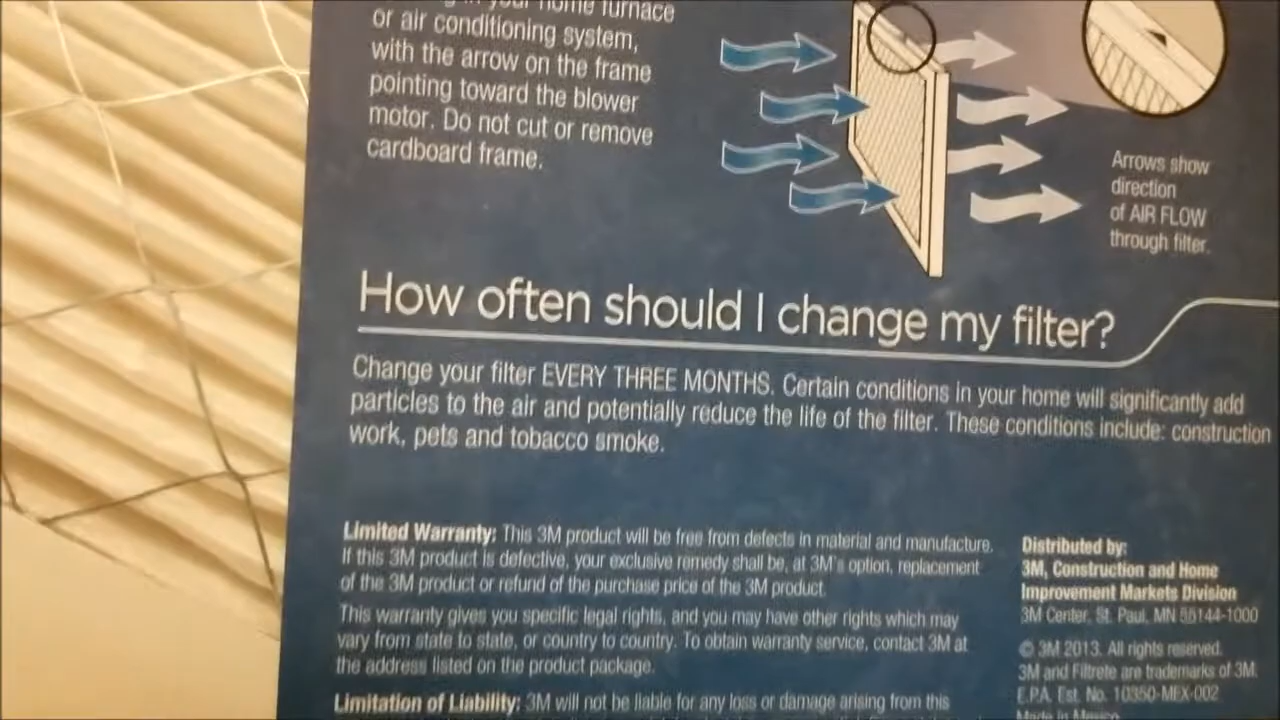 your home furnace
or air conditioning system,
with the arrow on the frame
pointing toward the blower
motor. Do not cut or remove
cardboard frame.
Arrows show
direction
of AIR FLOW
through filter.
How often should I change my filter?
Change your filter EVERY THREE MONTHS. Certain conditions in your home will significantly add
particles to the air and potentially reduce the life of the filter. These conditions include: construction
work, pets and tobacco smoke.
Limited Warranty: This 3M product will be free from defects in material and manufacture.
If this 3M product is defective, your exclusive remedy shall be, at 3M's option, replacement
of the 3M product or refund of the purchase price of the 3M product.
This warranty gives you specific legal rights, and you may have other rights which may
vary from state to state, or country to country. To obtain warranty service, contact 3M at
the address listed on the product package.
Limitation of Liability: 3M will not be liable for any loss or damage arising from this
Distributed by:
3M, Construction and Home
Improvement Markets Division
3M Center, St. Paul, MN 55144-1000
© 3M 2013. All rights reserved.
3M and Filtrete are trademarks of 3M.
E.P.A. Est. No. 10350-MEX-002
Made in Mexico